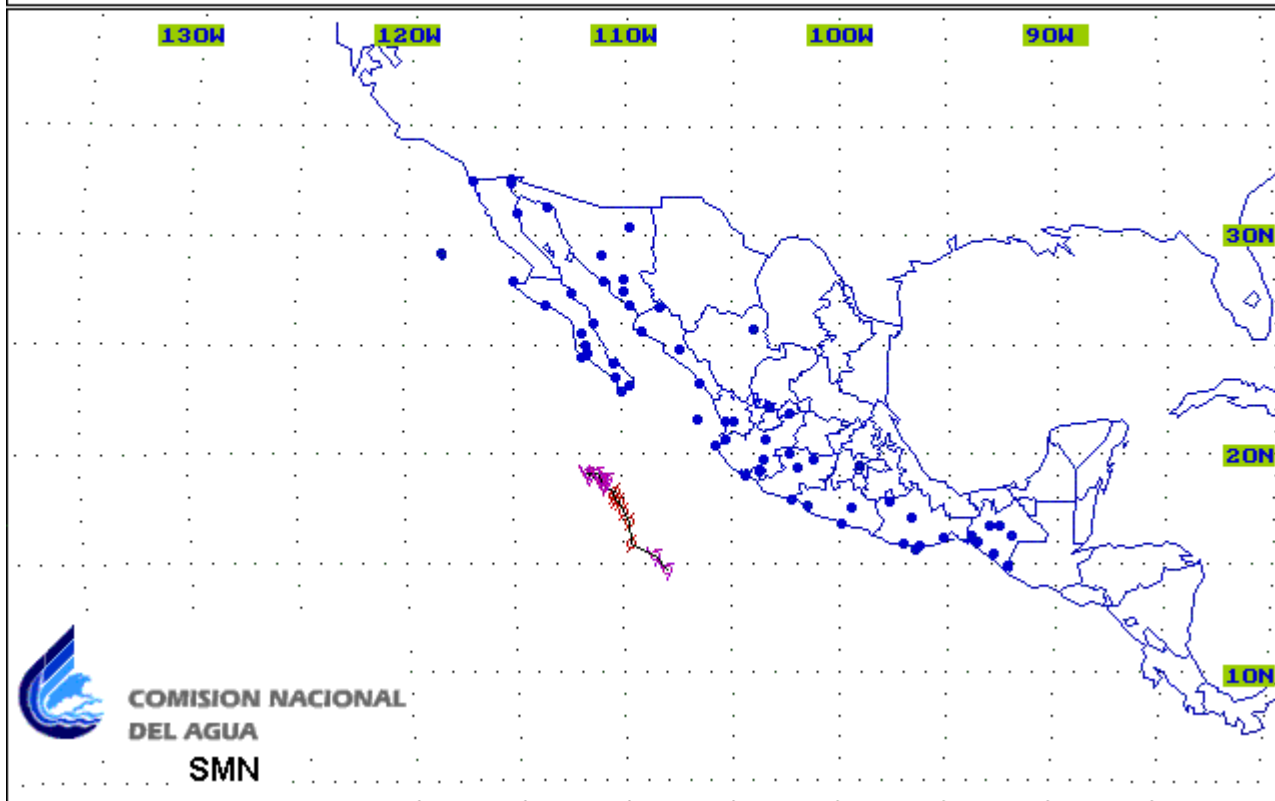 130W 120W 110W 100W 90W
30N
20N
10N
COMISION NACIONAL
DEL AGUA
SMN